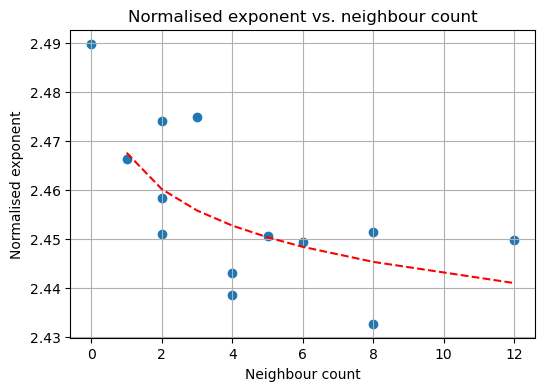 Normalised exponent vs. neighbour count
2.49
2.48
2.47
2.46
2.45
2.44
2.43
Normalised exponent
0 2 4 6 8 10 12
Neighbour count